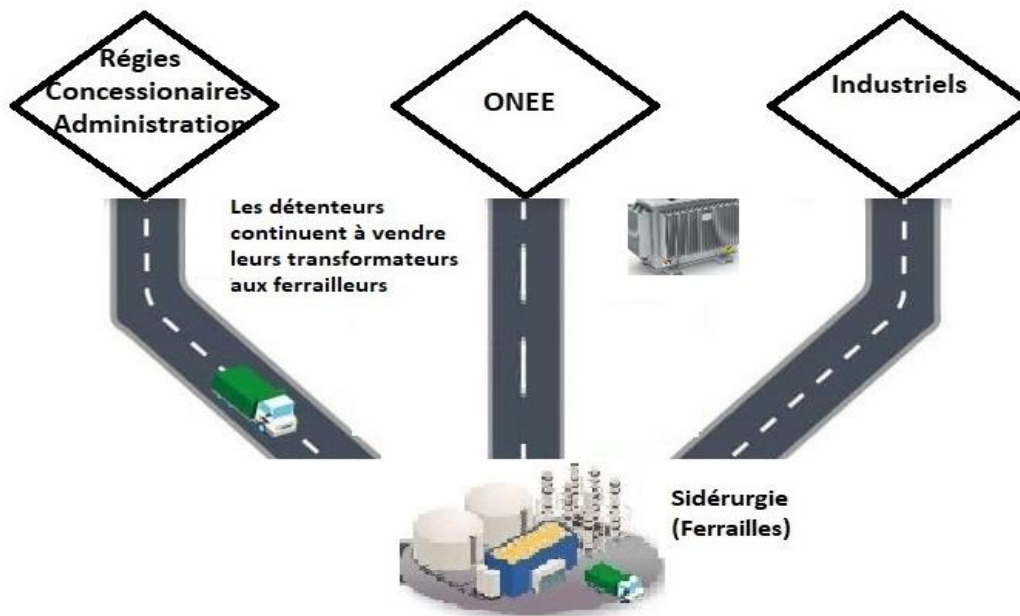 Régies
Concessionaires
Administration
ONEE
Industriels
Les détenteurs
continuent à vendre
leurs transformateurs
aux ferrailleurs
Sidérurgie
(Ferrailles)